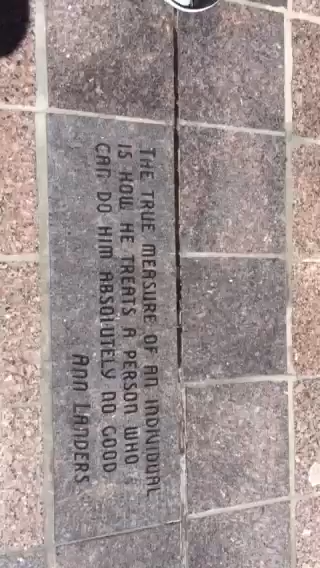 THE TRUE MEASURE OF AN INDIVIDUAL
IS HOW HE TREATS A PERSON WHO
CAN DO HIM ABSOLUTELY NO GOOD
ANN LANDERS